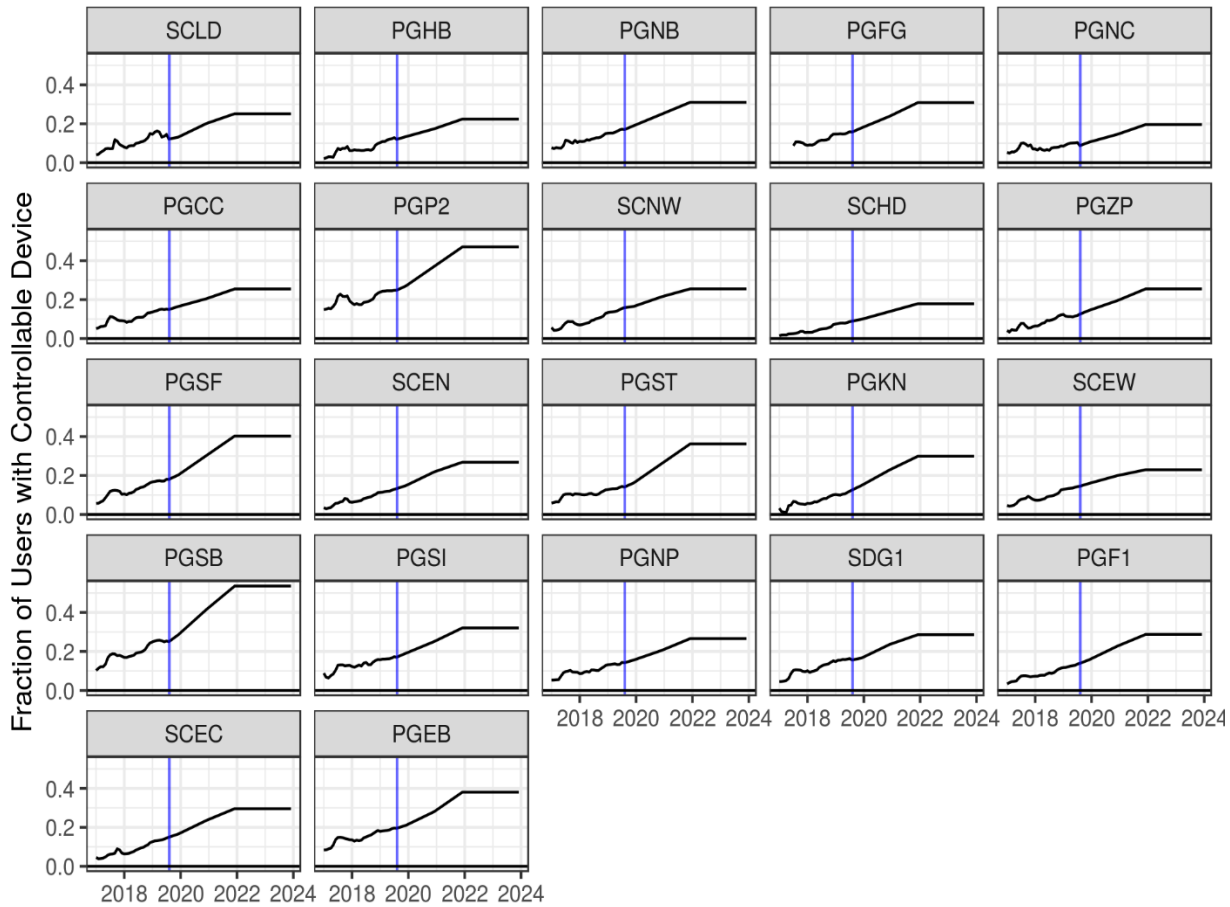 SCLD PGHB PGNB PGFG PGNC
0.4
0.2
0.0
PGCC PGP2 SCNW SCHD PGZP
0.4
0.2
0.0
PGSF SCEN PGST PGKN SCEW
0.4
0.2
0.0
PGSB PGSI PGNP SDG1 PGF1
0.4
0.2
0.0
2018 2020 2022 2024 2018 2020 2022 2024 2018 2020 2022 2024
SCEC PGEB
0.4
0.2
0.0
2018 2020 2022 2024 2018 2020 2022 2024
Fraction of Users with Controllable Device